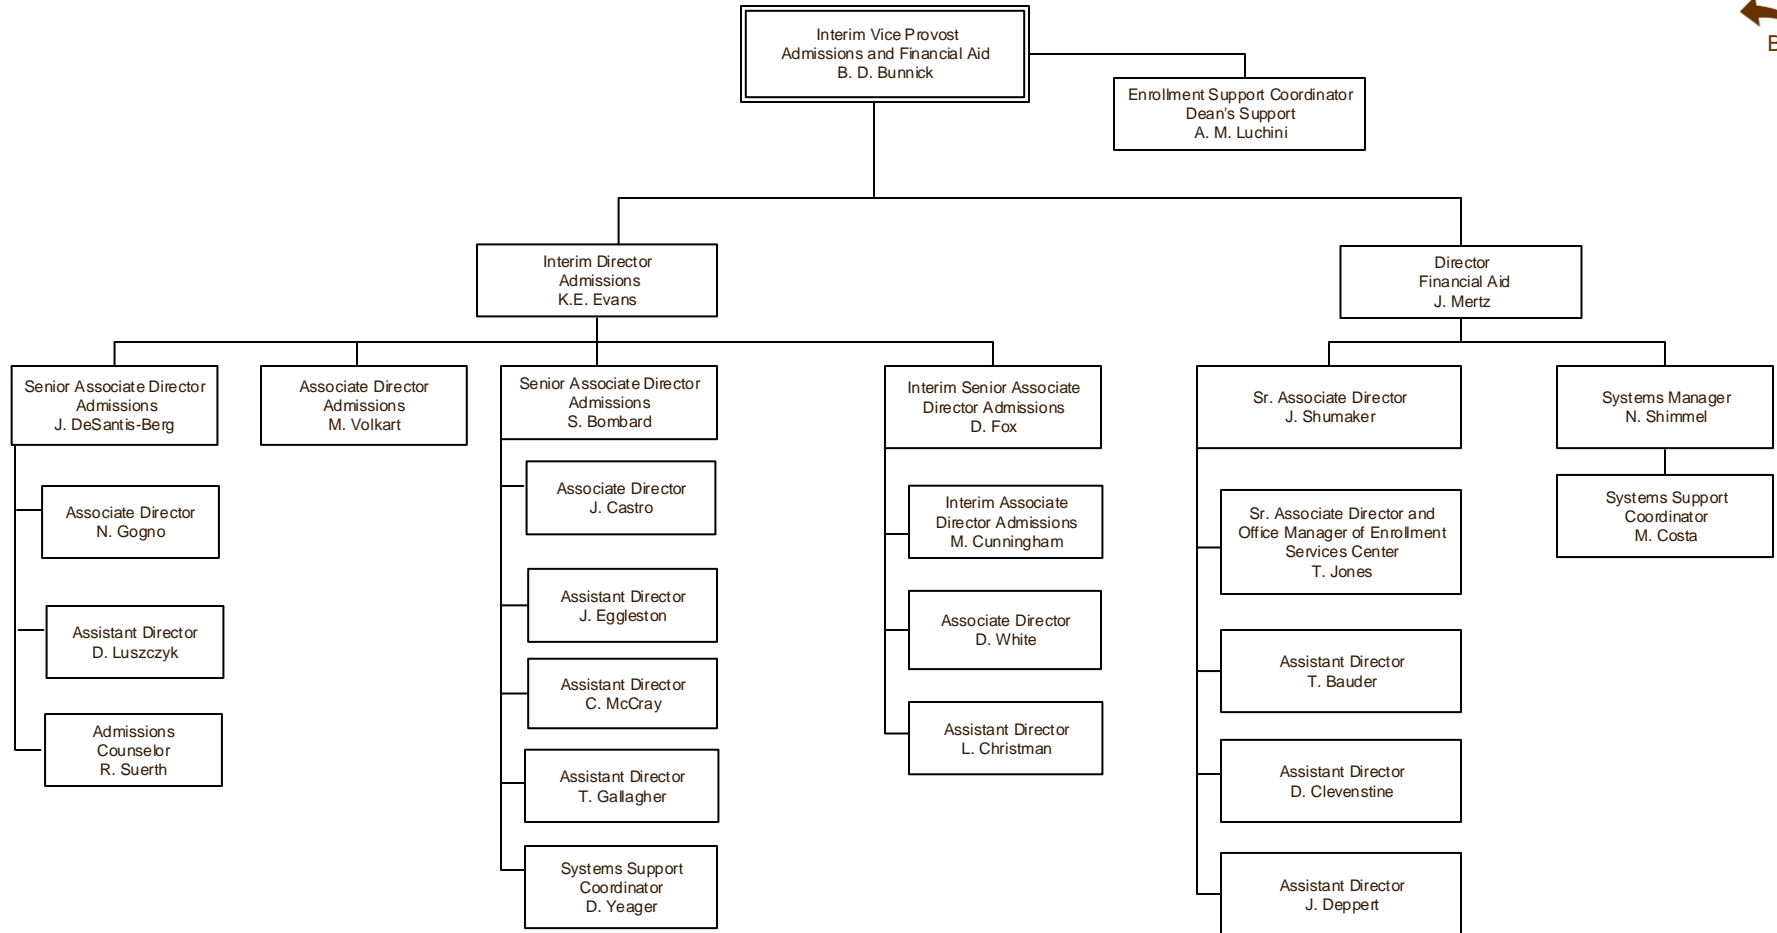 Interim Vice Provost
Admissions and Financial Aid
B. D. Bunnick
B
Enrollment Support Coordinator
Dean's Support
A. M. Luchini
Interim Director
Admissions
K.E. Evans
Director
Financial Aid
J. Mertz
Senior Associate Director
Admissions
J. DeSantis-Berg
Associate Director
Admissions
M. Volkart
Senior Associate Director
Admissions
S. Bombard
Interim Senior Associate
Director Admissions
D. Fox
Sr. Associate Director
J. Shumaker
Systems Manager
N. Shimmel
Associate Director
N. Gogno
Assistant Director
D. Luszczyk
Admissions
Counselor
R. Suerth
Associate Director
J. Castro
Assistant Director
J. Eggleston
Assistant Director
C. McCray
Assistant Director
T. Gallagher
Systems Support
Coordinator
D. Yeager
Interim Associate
Director Admissions
M. Cunningham
Associate Director
D. White
Assistant Director
L. Christman
Sr. Associate Director and
Office Manager of Enrollment
Services Center
T. Jones
Assistant Director
T. Bauder
Assistant Director
D. Clevenstine
Assistant Director
J. Deppert
Systems Support
Coordinator
M. Costa